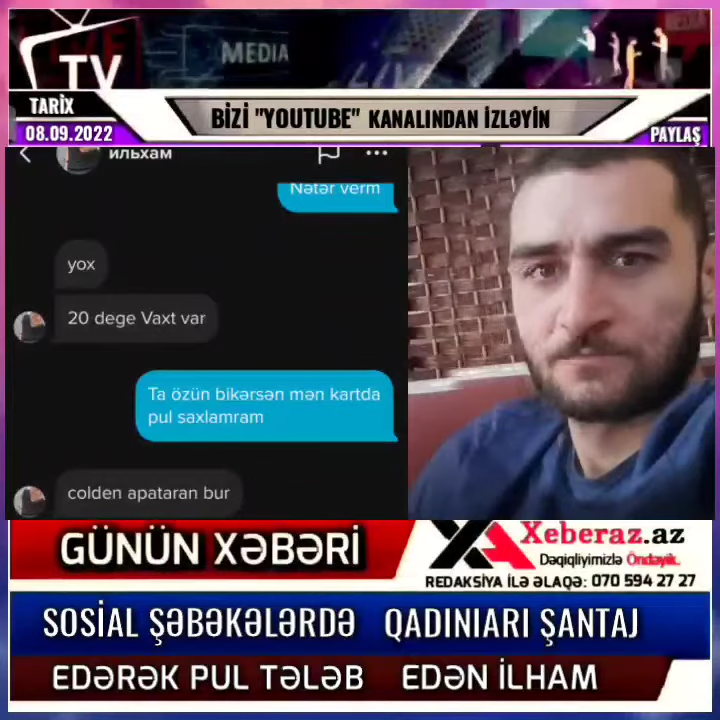 TV
MEDIA
TARİX
08.09.2022
BİZİ "YOUTUBE" KANALINDAN İZLƏYİN
PAYLAŞ
ильхам
Nətər verm
yox
20 dege Vaxt var
Ta özün bikərsən mən kartda
pul saxlamram
colden apataran bur
GÜNÜN XƏBƏRİ
XA Xeberaz.az
Dəqiqliyimizlə Öndəyik.
REDAKSİYA İLƏ ƏLAQƏ: 070 594 27 27
SOSİAL ŞƏBƏKƏLƏRDƏ QADINIARI ŞANTAJ
EDƏRƏK PUL TƏLƏB EDƏN İLHAM